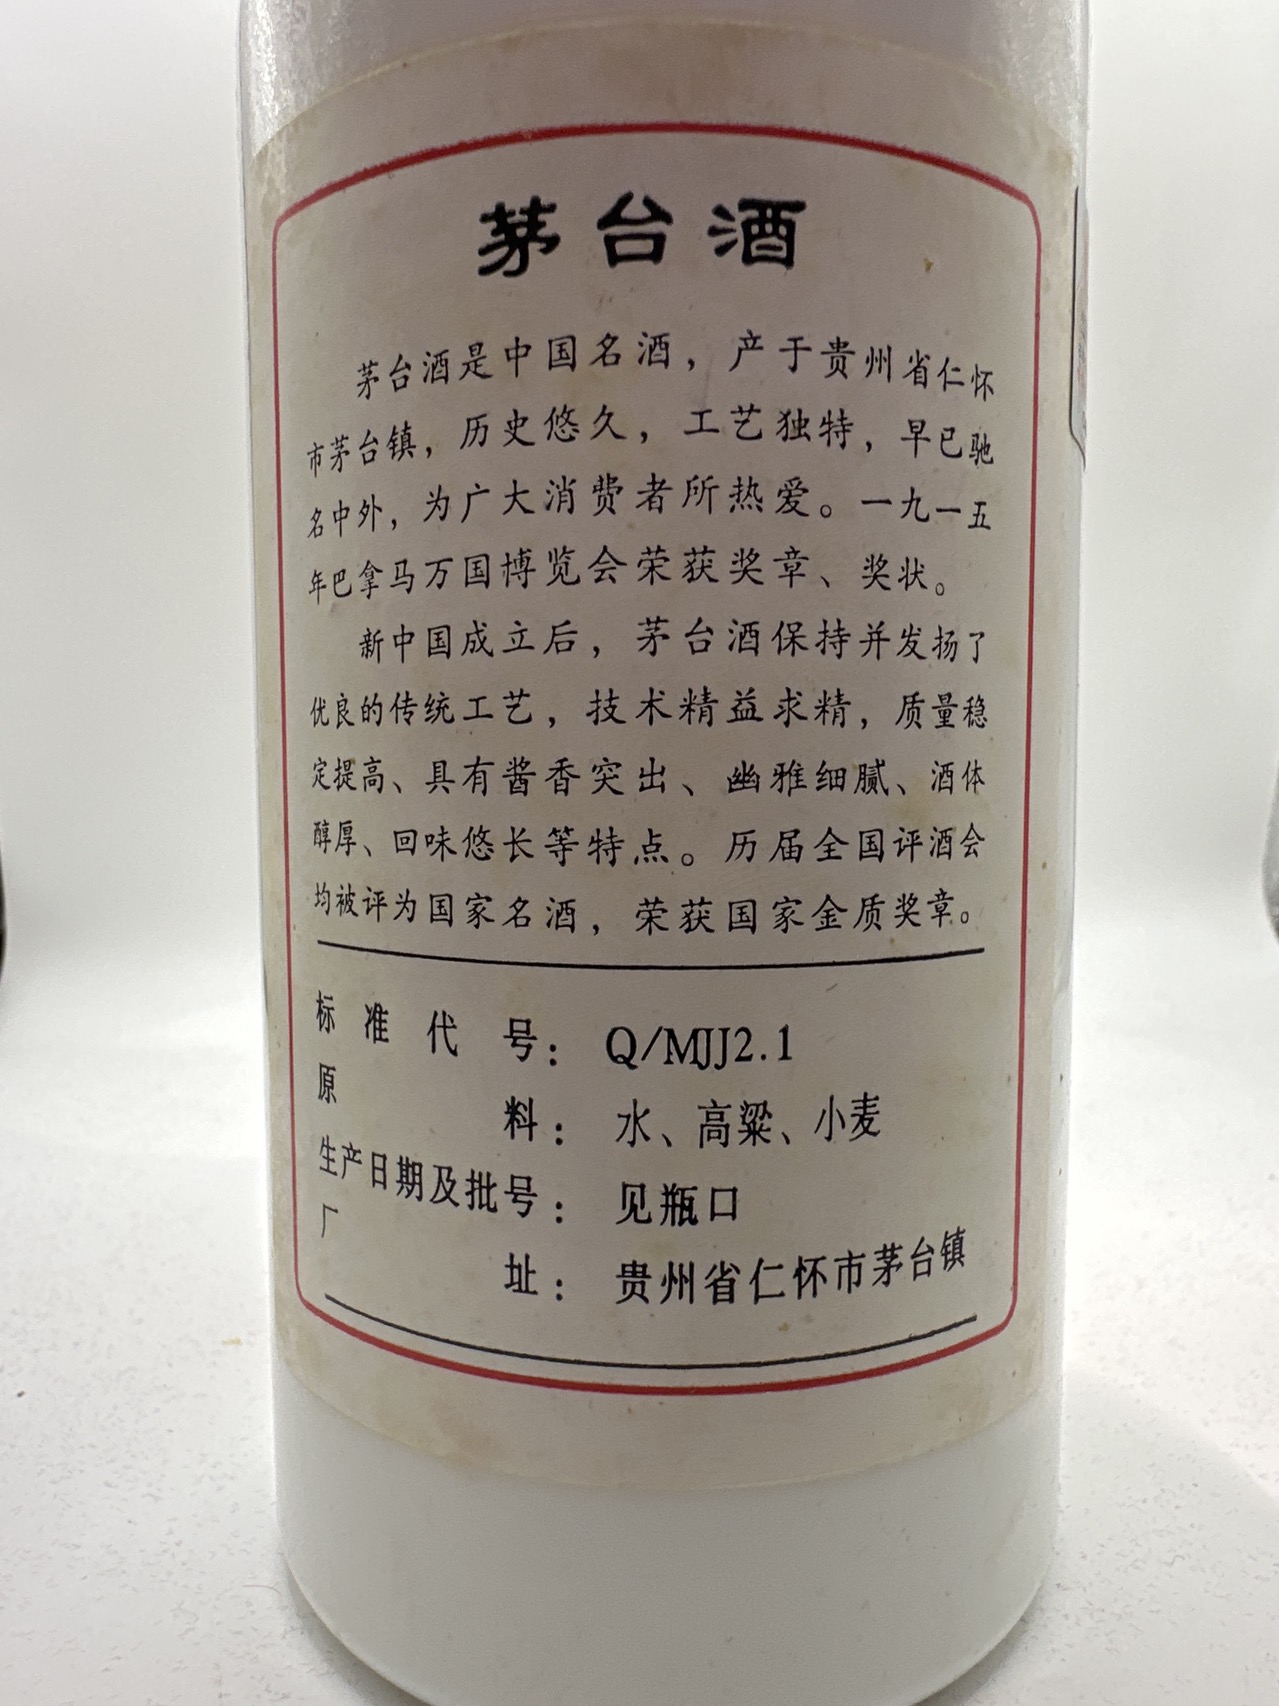 茅台酒
茅台酒是中国名酒，产于贵州省仁怀
市茅台镇，历史悠久，工艺独特，早已驰
名中外，为广大消费者所热爱。一九一五
年巴拿马万国博览会荣获奖章、奖状。
新中国成立后，茅台酒保持并发扬了
优良的传统工艺，技术精益求精，质量稳
定提高、具有酱香突出、幽雅细腻、酒体
醇厚、回味悠长等特点。历届全国评酒会
均被评为国家名酒，荣获国家金质奖章。
标准代号：Q/MJJ2.1
原料：水、高粱、小麦
生产日期及批号：见瓶口
厂址：贵州省仁怀市茅台镇